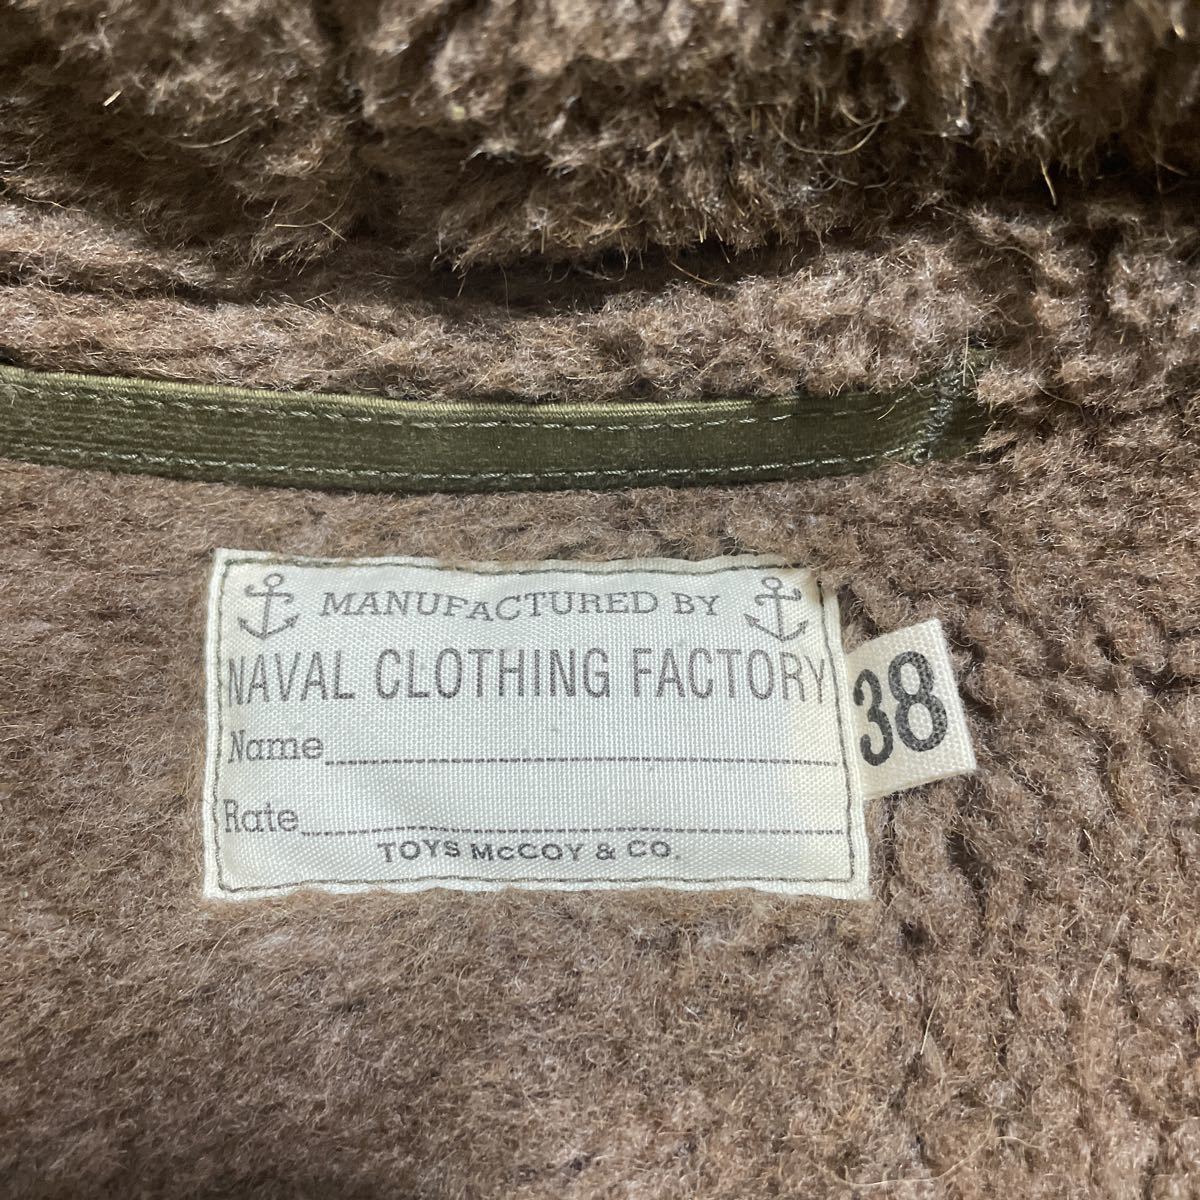 MANUFACTURED BY
NAVAL CLOTHING FACTORY
38
Name
Rate
TOYS McCOY & CO.